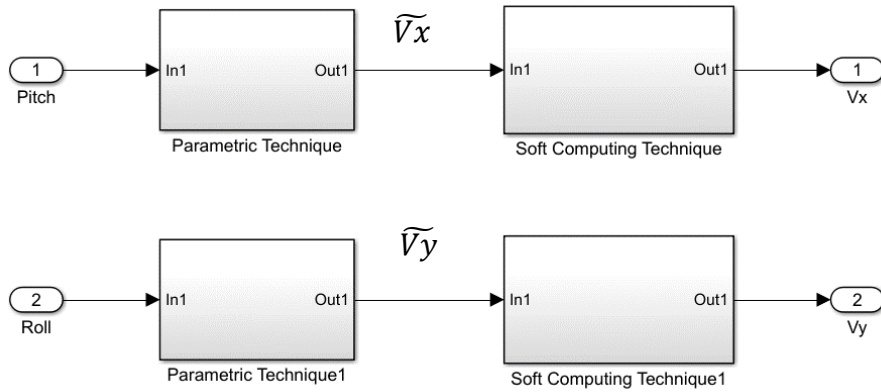 Ṽx
1
In1
Out1
In1
Out1
1
Pitch
Vx
Parametric Technique
Soft Computing Technique
Ṽy
2
In1
Out1
In1
Out1
2
Roll
Vy
Parametric Technique1
Soft Computing Technique1